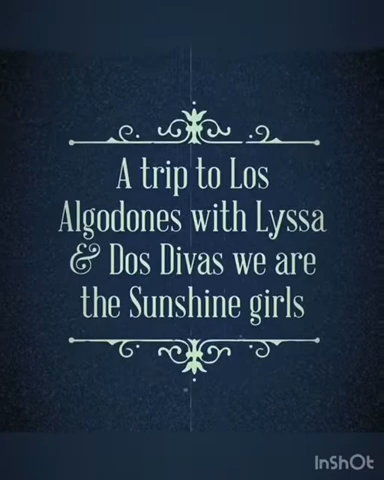 A trip to Los
Algodones with Lyssa
& Dos Divas we are
the Sunshine girls
InShOt